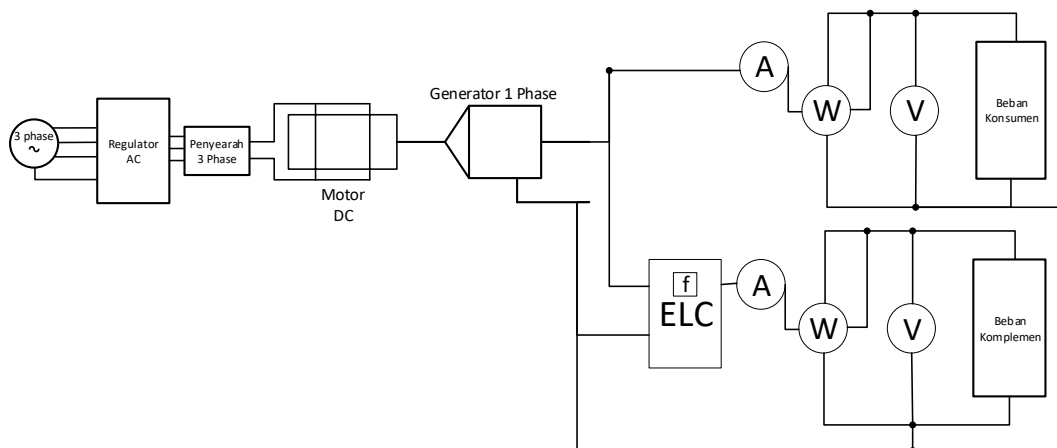 3 phase
~
Regulator
AC
Penyearah
3 Phase
Motor
DC
Generator 1 Phase
A
W
V
Beban
Konsumen
f
ELC
A
W
V
Beban
Komplemen